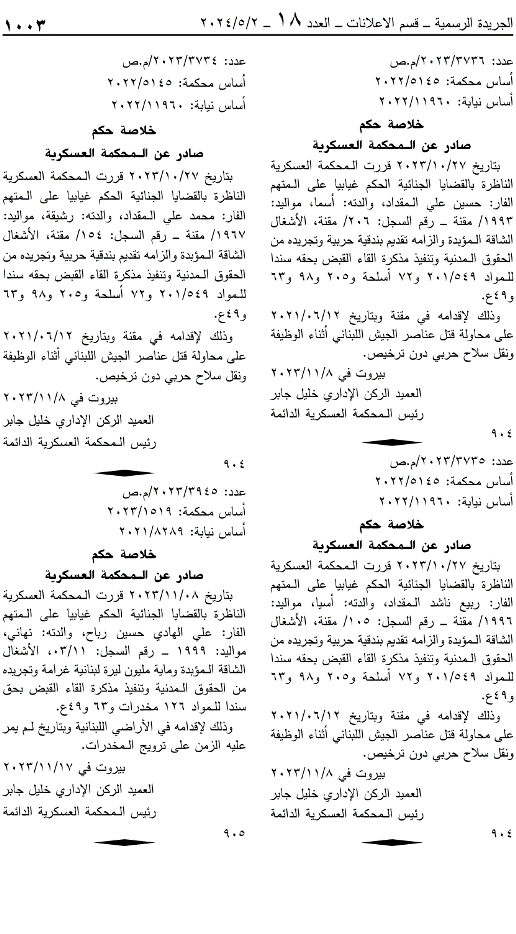 الجريدة الرسمية ــ قسم الاعلانات ــ العدد ١٨ ــ ٢٠٢٤/٥/٢
١٠٠٣
عدد: ٢٠٢٣/٣٧٣٦/م.ص
أساس محكمة: ٢٠٢٢/٥١٤٥
أساس نيابة: ٢٠٢٢/١١٩٦٠
خلاصة حكم
صادر عن المحكمة العسكرية
بتاريخ ٢٠٢٣/١٠/٢٧ قررت المحكمة العسكرية
الناظرة بالقضايا الجنائية الحكم غيابيا على المتهم
الفار: حسين علي المقداد، والدته: أسما، مواليد:
١٩٩٣/ مقنة ــ رقم السجل: ٢٠٦/ مقنة، الأشغال
الشاقة المؤبدة والزامه تقديم بندقية حربية وتجريده من
الحقوق المدنية وتنفيذ مذكرة القاء القبض بحقه سندا
للمواد ٢٠١/٥٤٩ و٧٢ أسلحة و٢٠٥ و٩٨ و٦٣
و٤٩ع.
وذلك لإقدامه في مقنة وبتاريخ ٢٠٢١/٠٦/١٢
على محاولة قتل عناصر الجيش اللبناني أثناء الوظيفة
ونقل سلاح حربي دون ترخيص.
بيروت في ٢٠٢٣/١١/٨
العميد الركن الإداري خليل جابر
رئيس المحكمة العسكرية الدائمة
٩٠٤
عدد: ٢٠٢٣/٣٧٣٥/م.ص
أساس محكمة: ٢٠٢٢/٥١٤٥
أساس نيابة: ٢٠٢٢/١١٩٦٠
خلاصة حكم
صادر عن المحكمة العسكرية
بتاريخ ٢٠٢٣/١٠/٢٧ قررت المحكمة العسكرية
الناظرة بالقضايا الجنائية الحكم غيابيا على المتهم
الفار: ربيع ناشد المقداد، والدته: أسيا، مواليد:
١٩٩٦/ مقنة ــ رقم السجل: ١٠٥/ مقنة، الأشغال
الشاقة المؤبدة والزامه تقديم بندقية حربية وتجريده من
الحقوق المدنية وتنفيذ مذكرة القاء القبض بحقه سندا
للمواد ٢٠١/٥٤٩ و٧٢ أسلحة و٢٠٥ و٩٨ و٦٣
و٤٩ع.
وذلك لإقدامه في مقنة وبتاريخ ٢٠٢١/٠٦/١٢
على محاولة قتل عناصر الجيش اللبناني أثناء الوظيفة
ونقل سلاح حربي دون ترخيص.
بيروت في ٢٠٢٣/١١/٨
العميد الركن الإداري خليل جابر
رئيس المحكمة العسكرية الدائمة
٩٠٤
عدد: ٢٠٢٣/٣٧٣٤/م.ص
أساس محكمة: ٢٠٢٢/٥١٤٥
أساس نيابة: ٢٠٢٢/١١٩٦٠
خلاصة حكم
صادر عن المحكمة العسكرية
بتاريخ ٢٠٢٣/١٠/٢٧ قررت المحكمة العسكرية
الناظرة بالقضايا الجنائية الحكم غيابيا على المتهم
الفار: محمد علي المقداد، والدته: رشيقة، مواليد:
١٩٦٧/ مقنة ــ رقم السجل: ١٥٤/ مقنة، الأشغال
الشاقة المؤبدة والزامه تقديم بندقية حربية وتجريده من
الحقوق المدنية وتنفيذ مذكرة القاء القبض بحقه سندا
للمواد ٢٠١/٥٤٩ و٧٢ أسلحة و٢٠٥ و٩٨ و٦٣
و٤٩ع.
وذلك لإقدامه في مقنة وبتاريخ ٢٠٢١/٠٦/١٢
على محاولة قتل عناصر الجيش اللبناني أثناء الوظيفة
ونقل سلاح حربي دون ترخيص.
بيروت في ٢٠٢٣/١١/٨
العميد الركن الإداري خليل جابر
رئيس المحكمة العسكرية الدائمة
٩٠٤
عدد: ٢٠٢٣/٣٩٤٥/م.ص
أساس محكمة: ٢٠٢٣/١٥١٩
أساس نيابة: ٢٠٢١/٨٢٨٩
خلاصة حكم
صادر عن المحكمة العسكرية
بتاريخ ٢٠٢٣/١١/٠٨ قررت المحكمة العسكرية
الناظرة بالقضايا الجنائية الحكم غيابيا على المتهم
الفار: علي الهادي حسين رباح، والدته: تهاني،
مواليد: ١٩٩٩ ــ رقم السجل: ٠٣/١١، الأشغال
الشاقة المؤبدة وماية مليون ليرة لبنانية غرامة وتجريده
من الحقوق المدنية وتنفيذ مذكرة القاء القبض بحق
سندا للمواد ١٢٦ مخدرات و٦٣ و٤٩ع.
وذلك لإقدامه في الأراضي اللبنانية وبتاريخ لم يمر
عليه الزمن على ترويج المخدرات.
بيروت في ٢٠٢٣/١١/١٧
العميد الركن الإداري خليل جابر
رئيس المحكمة العسكرية الدائمة
٩٠٥